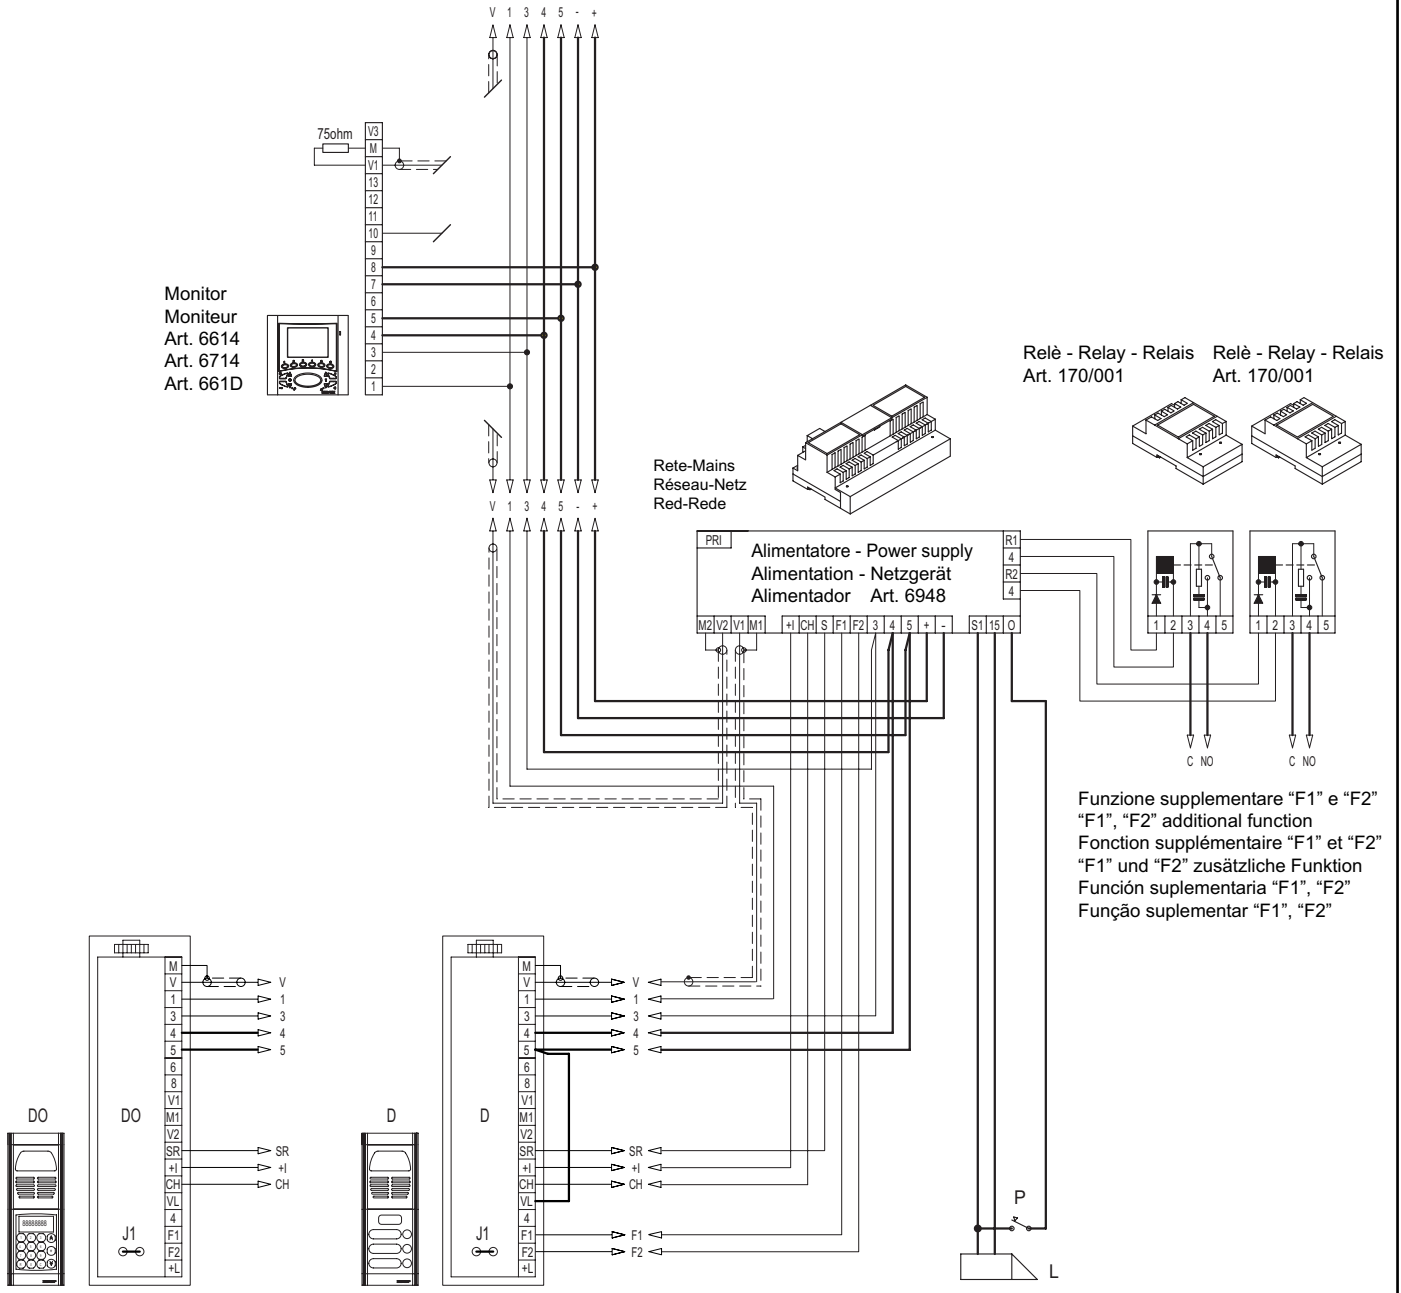 V 1 3 4 5 - +
75ohm
V3
M
V1
13
12
11
10
9
8
7
6
5
4
3
2
1
Monitor
Moniteur
Art. 6614
Art. 6714
Art. 661D
Relè - Relay - Relais
Art. 170/001
Relè - Relay - Relais
Art. 170/001
Rete-Mains
Réseau-Netz
Red-Rede
V 1 3 4 5 - +
PRI
Alimentatore - Power supply
Alimentation - Netzgerät
Alimentador Art. 6948
R1
4
R2
4
M2 V2 V1 M1 +I CH S F1 F2 3 4 5 + - S1 15 O
1 2 3 4 5
1 2 3 4 5
C NO
C NO
Funzione supplementare “F1” e “F2”
“F1”, “F2” additional function
Fonction supplémentaire “F1” et “F2”
“F1” und “F2” zusätzliche Funktion
Función suplementaria “F1”, “F2”
Função suplementar “F1”, “F2”
DO
88888888
DO
J1
M
V
1
3
4
5
6
8
V1
M1
V2
SR
+I
CH
VL
4
F1
F2
+L
V
1
3
4
5
SR
+I
CH
D
D
J1
M
V
1
3
4
5
6
8
V1
M1
V2
SR
+I
CH
VL
4
F1
F2
+L
V
1
3
4
5
SR
+I
CH
F1
F2
P
L